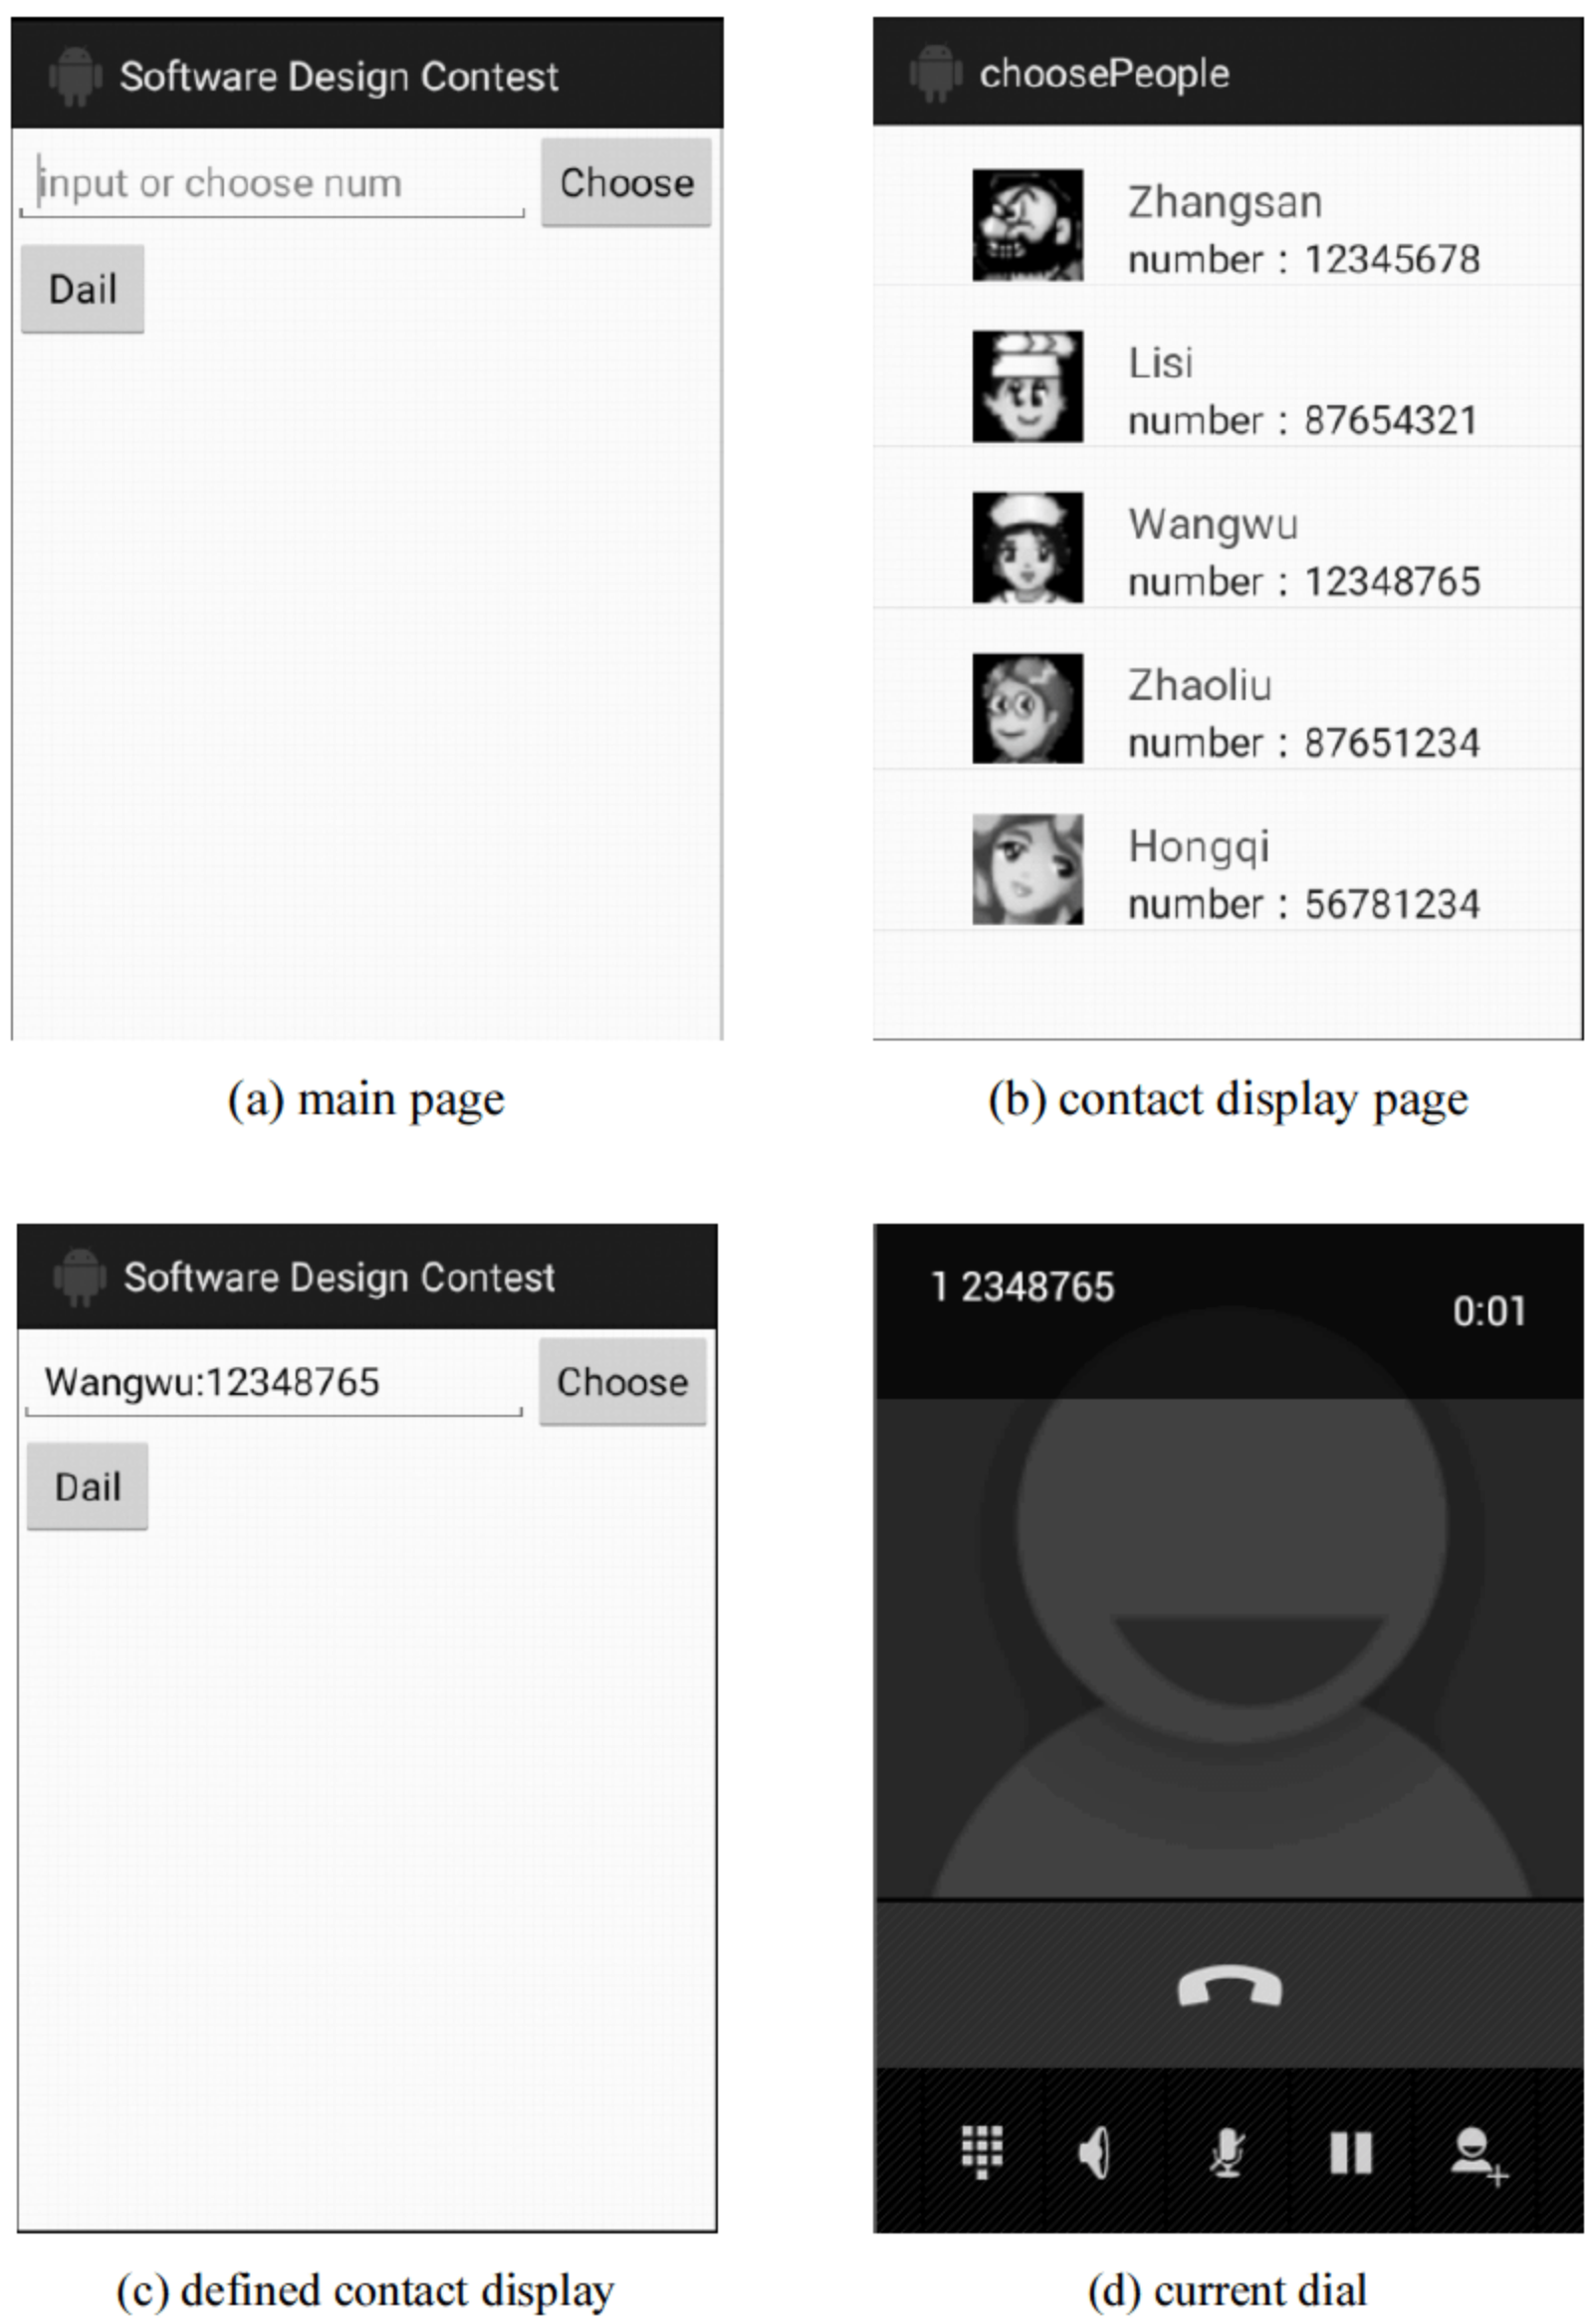 Software Design Contest
input or choose num
Choose
Dail
(a) main page
choosePeople
Zhangsan
number : 12345678
Lisi
number : 87654321
Wangwu
number : 12348765
Zhaoliu
number : 87651234
Hongqi
number : 56781234
(b) contact display page
Software Design Contest
Wangwu:12348765
Choose
Dail
(c) defined contact display
1 2348765
0:01
(d) current dial